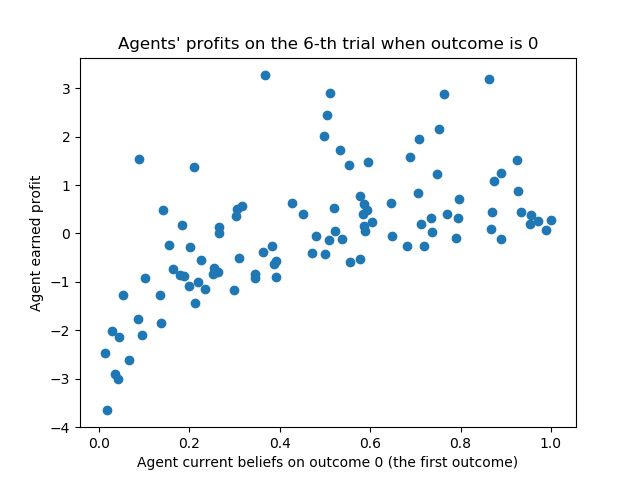 Agents' profits on the 6-th trial when outcome is 0
Agent earned profit
3
2
1
0
−1
−2
−3
−4
0.0 0.2 0.4 0.6 0.8 1.0
Agent current beliefs on outcome 0 (the first outcome)